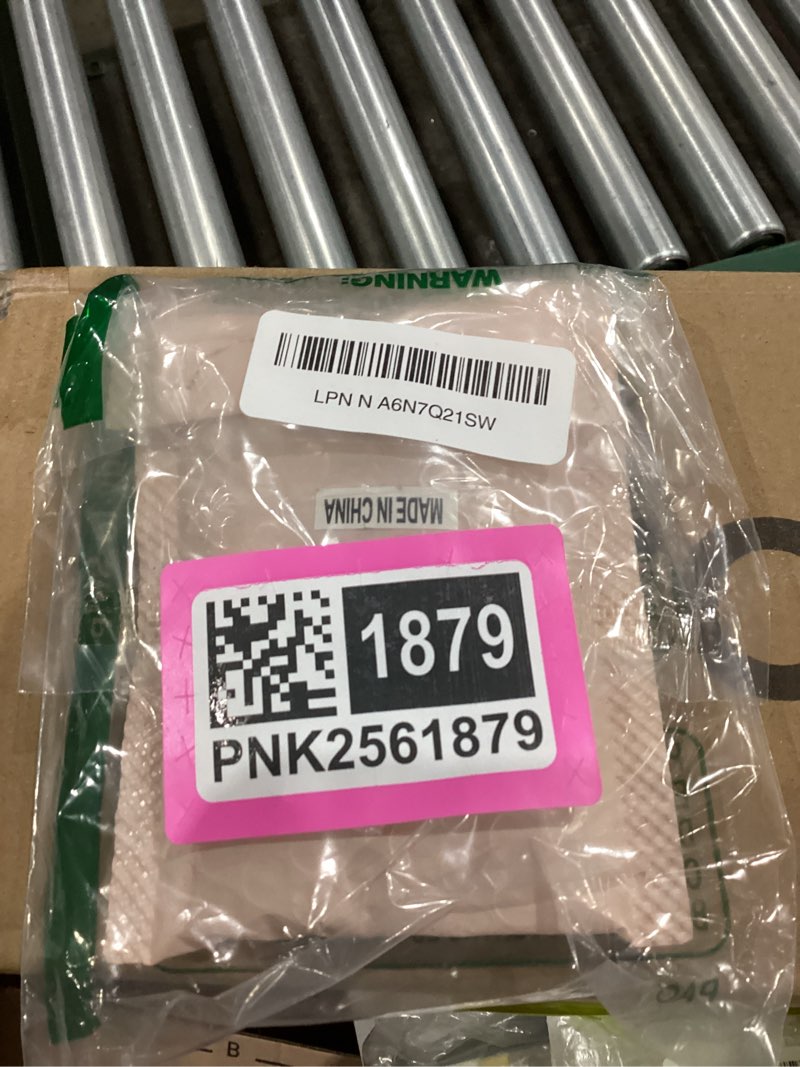 WARNING:
LPN N A6N7Q21SW
MADE IN CHINA
1879
PNK2561879
B